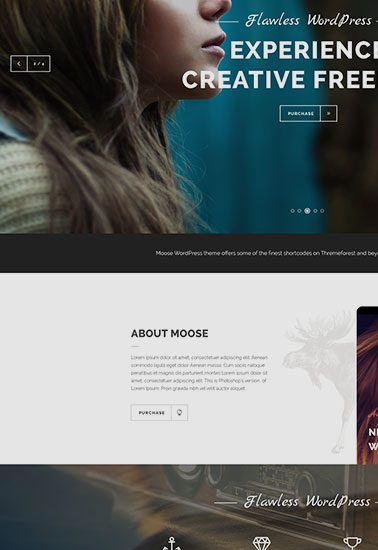 Flawless WordPress
EXPERIENC
CREATIVE FREE
PURCHASE
Moose WordPress theme offers some of the finest shortcodes on Themeforest and bey
ABOUT MOOSE
Lorem ipsum dolor sit amet, consectetuer adipiscing elit. Aenean
commodo ligula eget dolor Aenean massa. Cum sociis natoque
penatibus et magnis dis parturient montes. Lorem ipsum dolor sit amet,
consectetuer adipiscing elit. This is Photoshop's version of
Lorem Ipsum. Proin gravida nibh vel velit auctor aliquet.
PURCHASE
Flawless WordPress